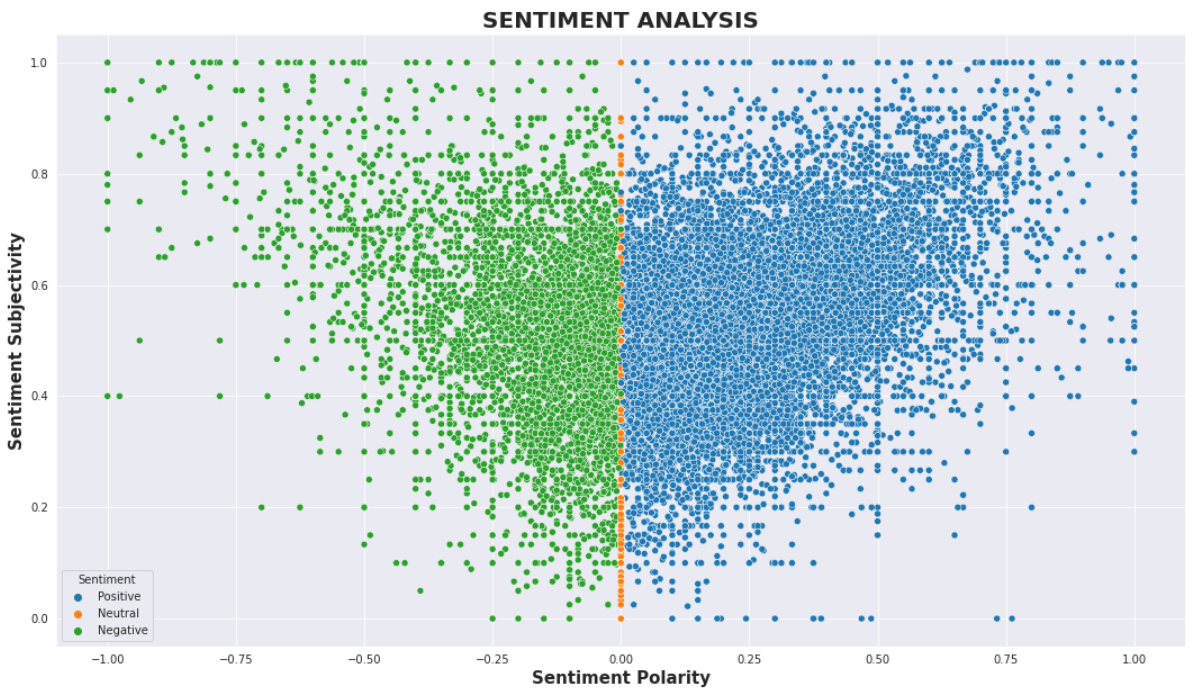 SENTIMENT ANALYSIS
Sentiment Subjectivity
1.0
0.8
0.6
0.4
0.2
0.0
Sentiment
Positive
Neutral
Negative
−1.00 −0.75 −0.50 −0.25 0.00 0.25 0.50 0.75 1.00
Sentiment Polarity